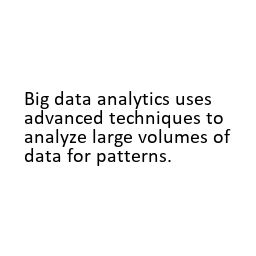 Big data analytics uses
advanced techniques to
analyze large volumes of
data for patterns.